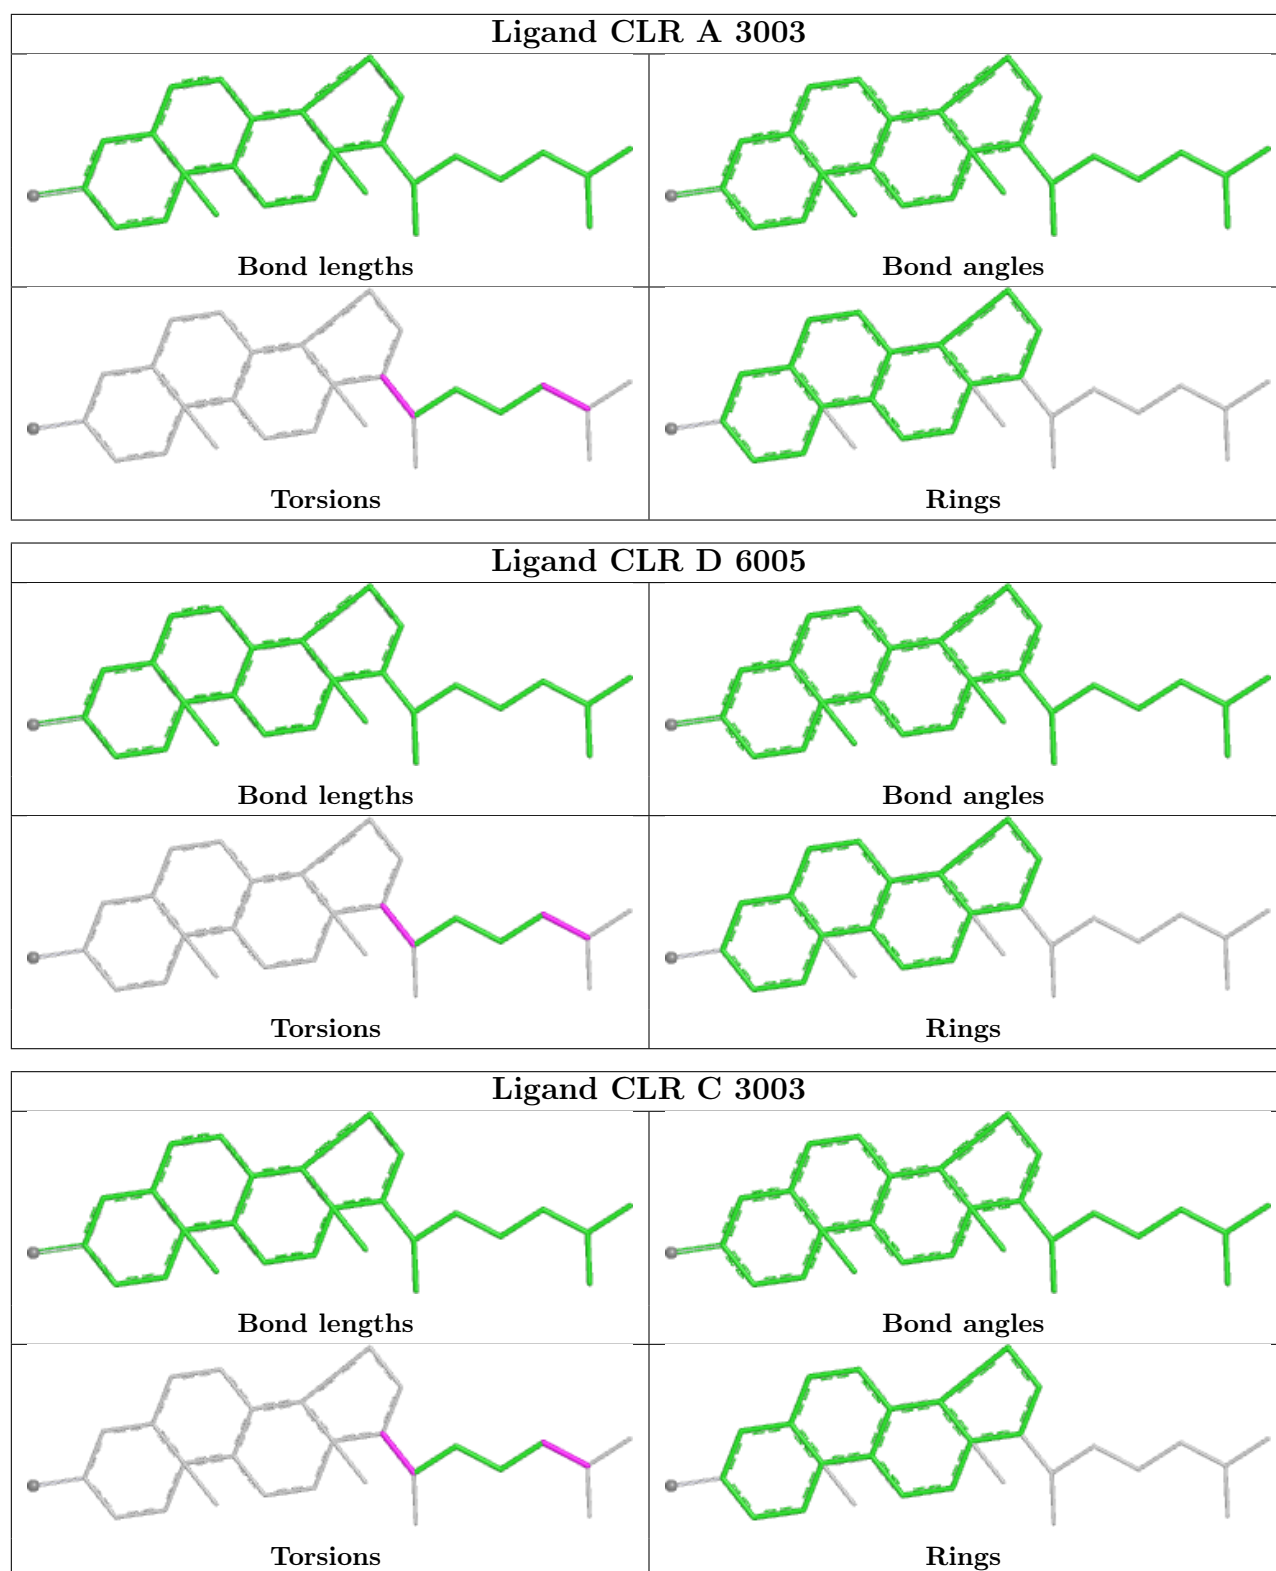 Ligand CLR A 3003
Bond lengths
Bond angles
Torsions
Rings
Ligand CLR D 6005
Bond lengths
Bond angles
Torsions
Rings
Ligand CLR C 3003
Bond lengths
Bond angles
Torsions
Rings